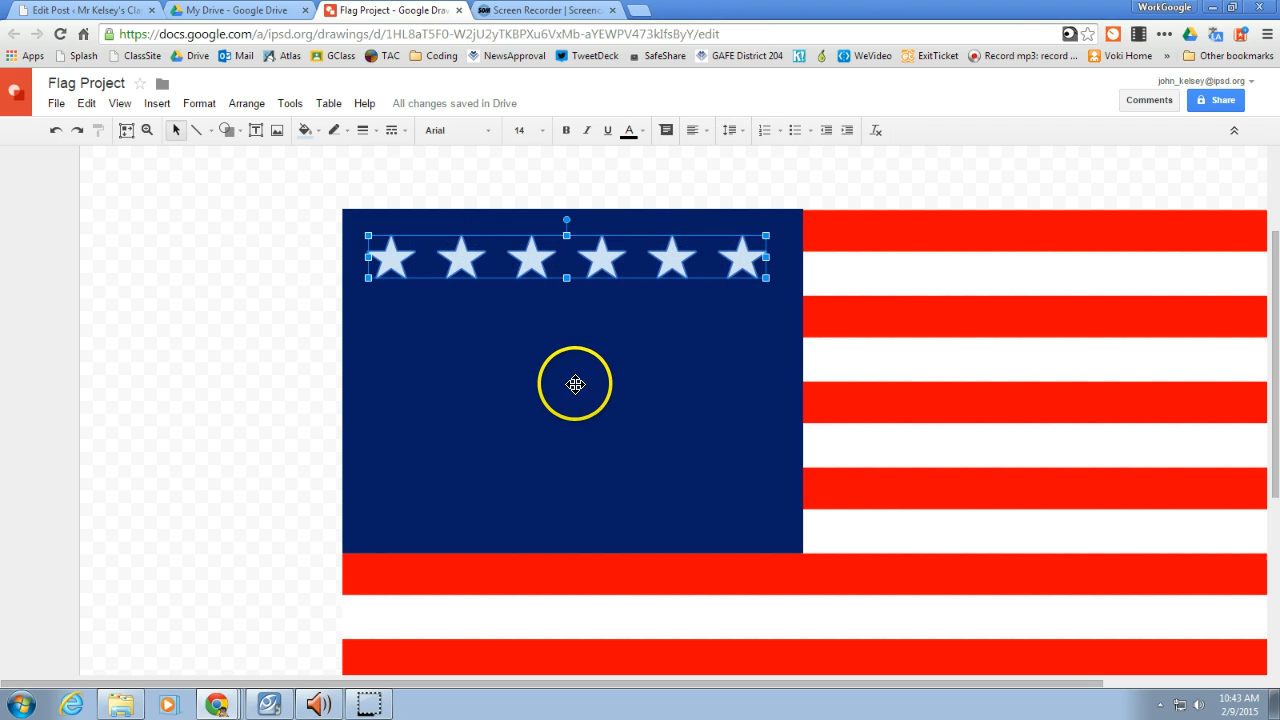 Edit Post ‹ Mr Kelsey's Cla
My Drive - Google Drive
Flag Project - Google Dra
Screen Recorder | Screenc
WorkGoogle
https://docs.google.com/a/ipsd.org/drawings/d/1HL8aT5D-W2jU2yTKBPXu6VxMb-aYEWPV473kIfsByY/edit
Apps Splash ClassSite Drive Mail Atlas GClass TAC Coding NewsApproval TweetDeck SafeShare GAFE District 204 WeVideo ExitTicket Record mp3: record ... Voki Home » Other bookmarks
Flag Project
john_kelsey@ipsd.org
File Edit View Insert Format Arrange Tools Table Help All changes saved in Drive
Comments Share
Arial 14 B I U A
10:43 AM
2/9/2015